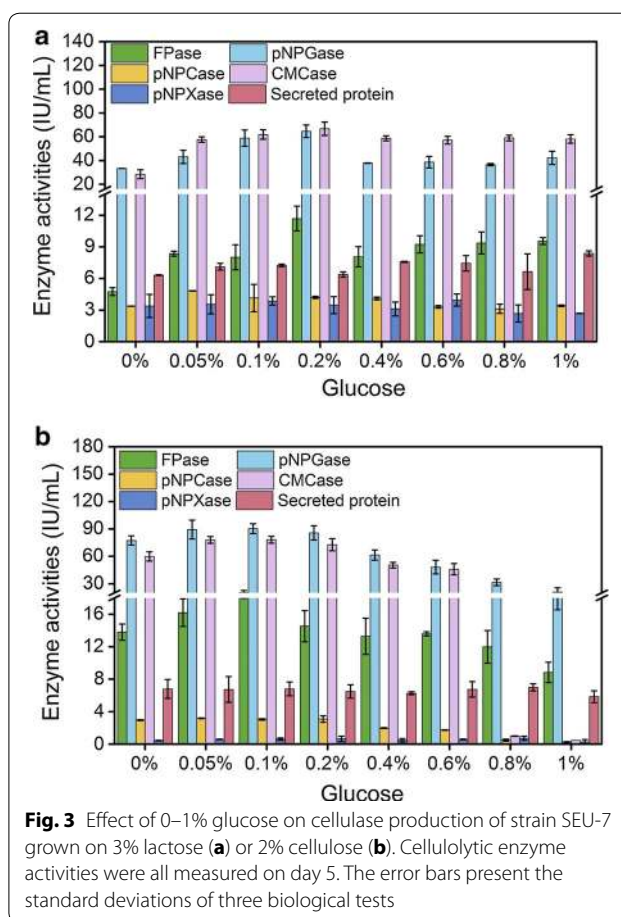 a
140
120
100
80
60
40
20
12
9
6
3
0
Enzyme activities (IU/mL)
FPase pNPGase
pNPCase CMCase
pNPXase Secreted protein
0% 0.05% 0.1% 0.2% 0.4% 0.6% 0.8% 1%
Glucose
b
180
150
120
90
60
30
16
12
8
4
0
Enzyme activities (IU/mL)
FPase pNPGase
pNPCase CMCase
pNPXase Secreted protein
0% 0.05% 0.1% 0.2% 0.4% 0.6% 0.8% 1%
Glucose
Fig. 3 Effect of 0–1% glucose on cellulase production of strain SEU-7
grown on 3% lactose (a) or 2% cellulose (b). Cellulolytic enzyme
activities were all measured on day 5. The error bars present the
standard deviations of three biological tests